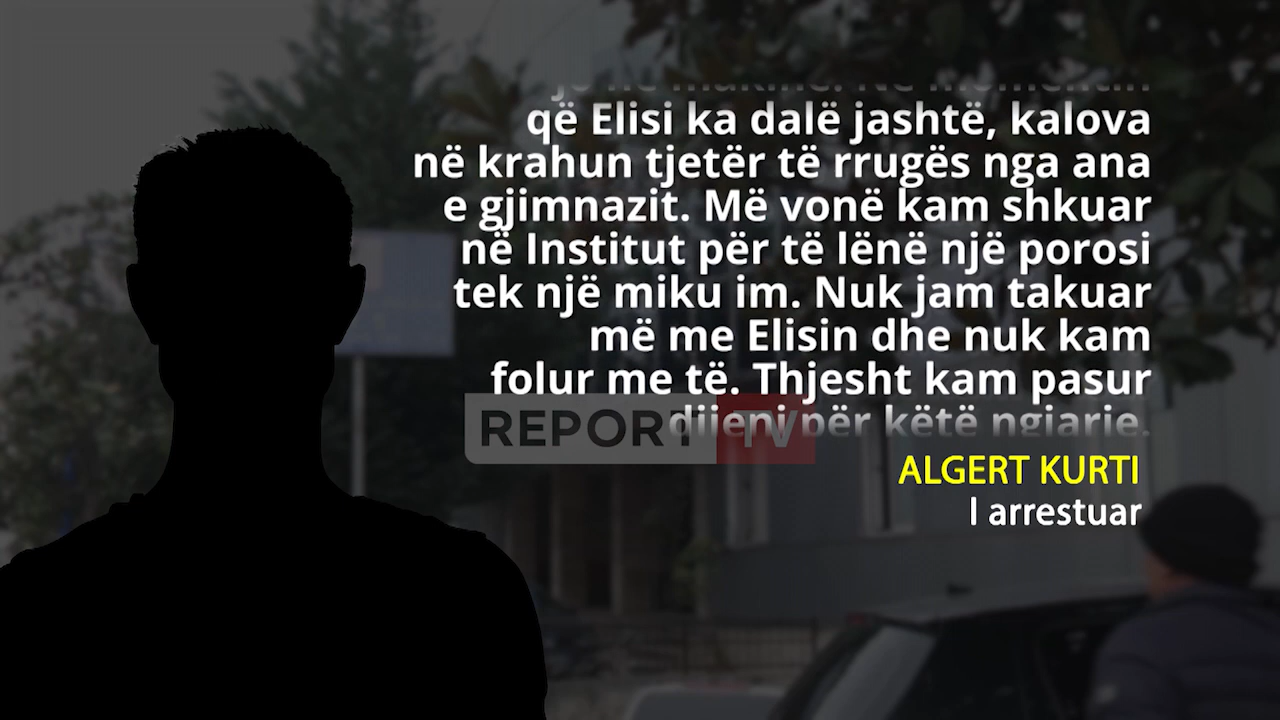 që Elisi ka dalë jashtë, kalova
në krahun tjetër të rrugës nga ana
e gjimnazit. Më vonë kam shkuar
në Institut për të lënë një porosi
tek një miku im. Nuk jam takuar
më me Elisin dhe nuk kam
folur me të. Thjesht kam pasur
dijeni për këtë ngjarje.
REPORT TV
ALGERT KURTI
I arrestuar